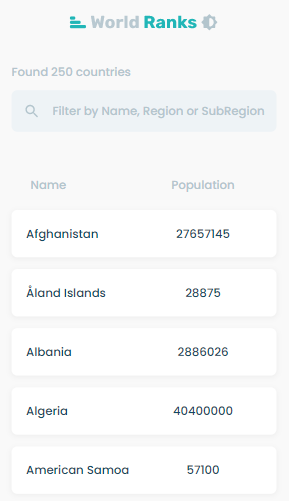 World Ranks
Found 250 countries
Filter by Name, Region or SubRegion
Name Population
Afghanistan 27657145
Åland Islands 28875
Albania 2886026
Algeria 40400000
American Samoa 57100